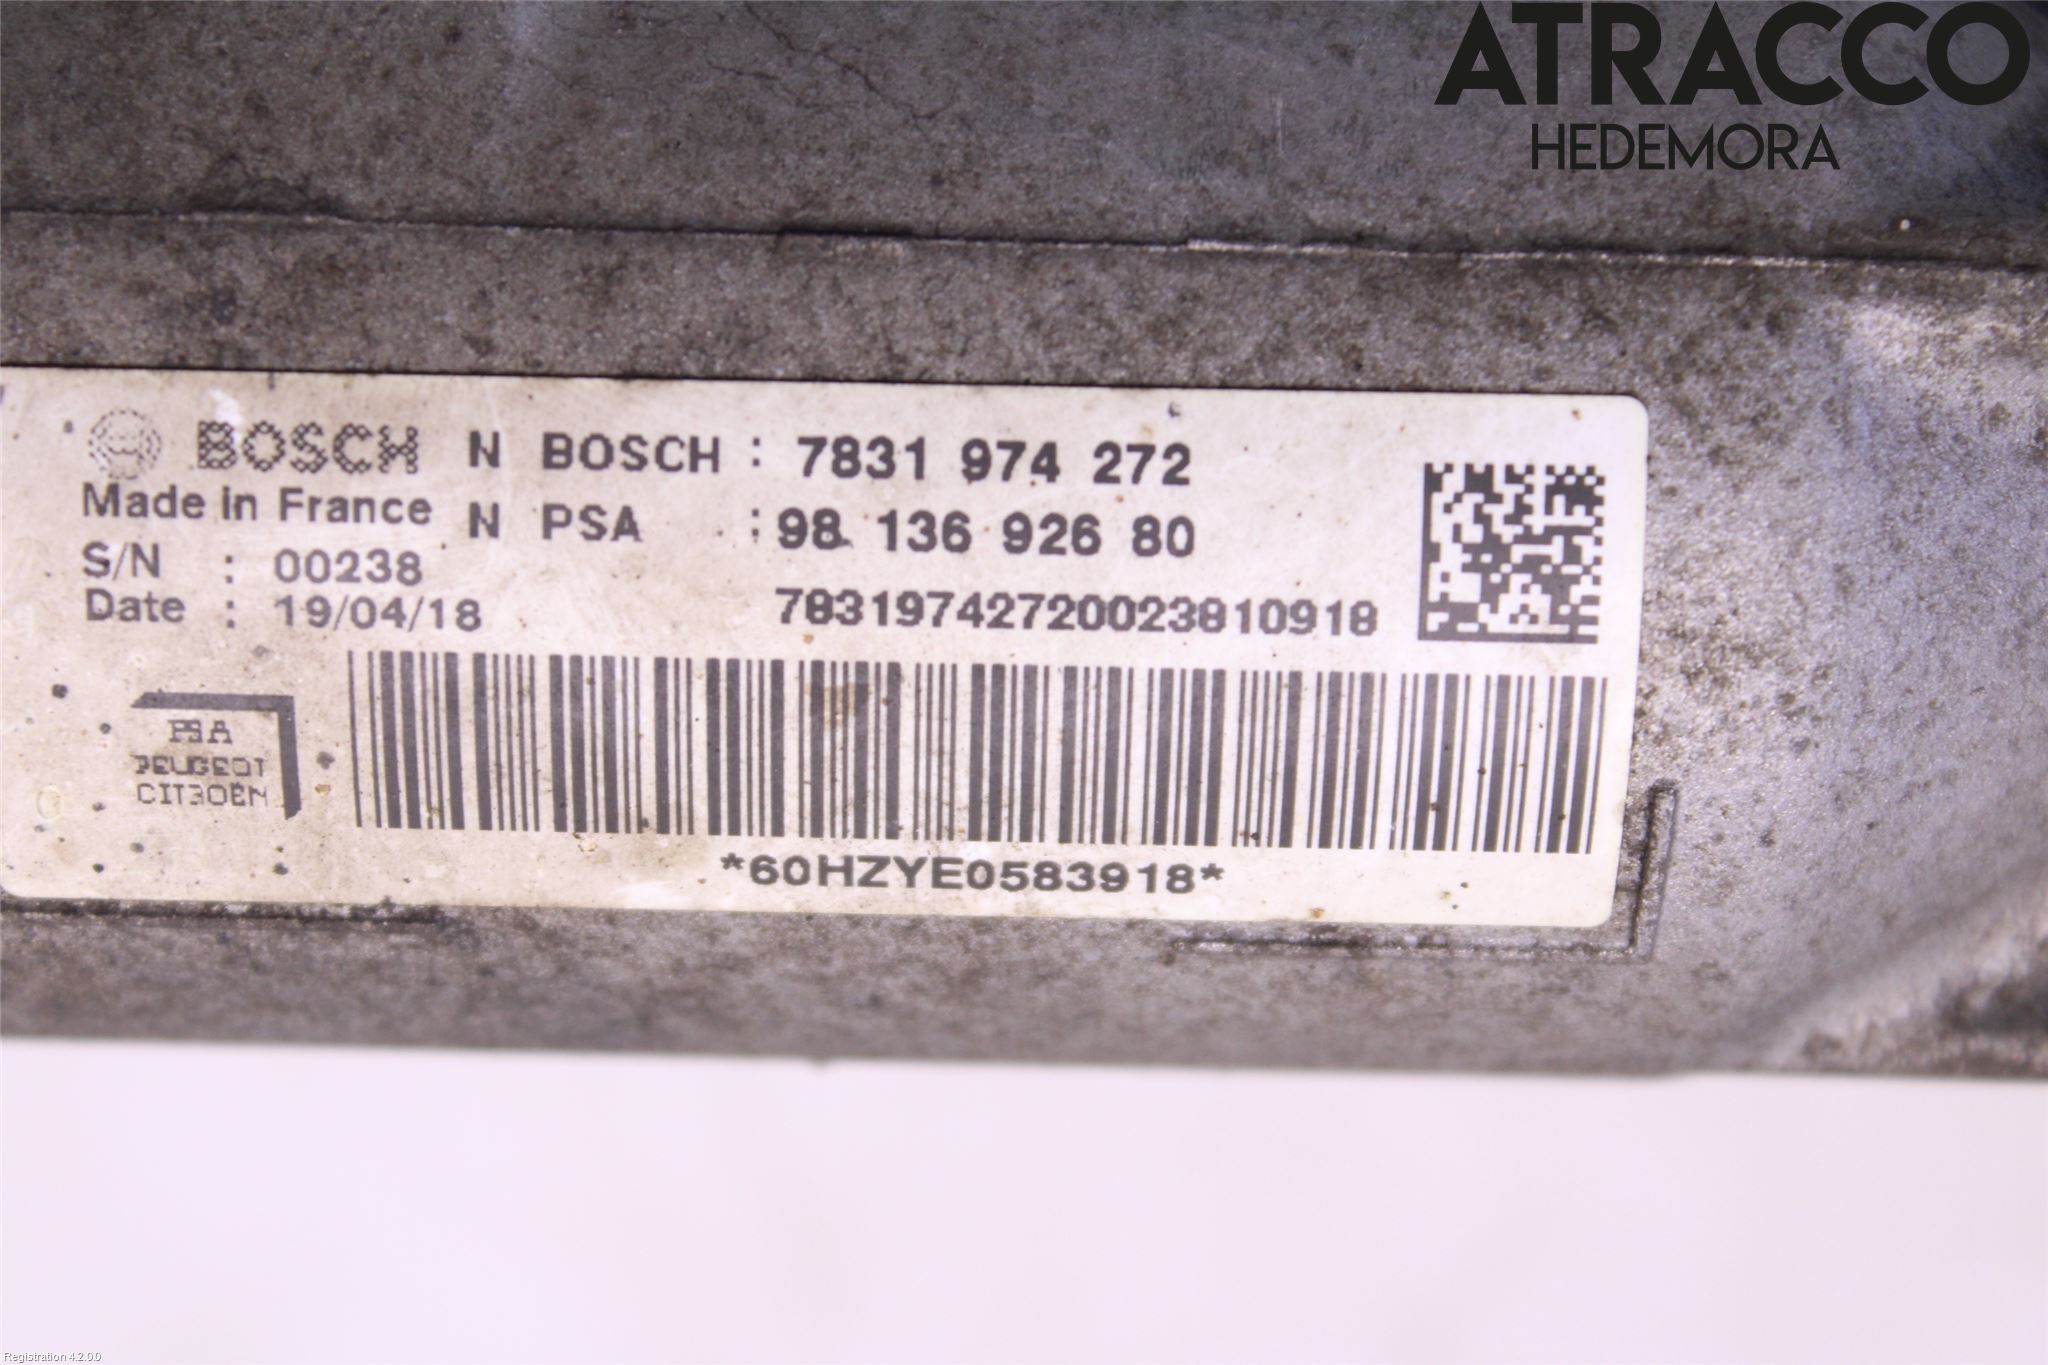 ATRACCO
HEDEMORA
BOSCH N BOSCH : 7831 974 272
Made in France N PSA : 98 136 926 80
S/N : 00238
Date : 19/04/18
78319742720023810918
PSA
PEUGEOT
CITROËN
*60HZYE0583918*
Registration 4.2.0.0